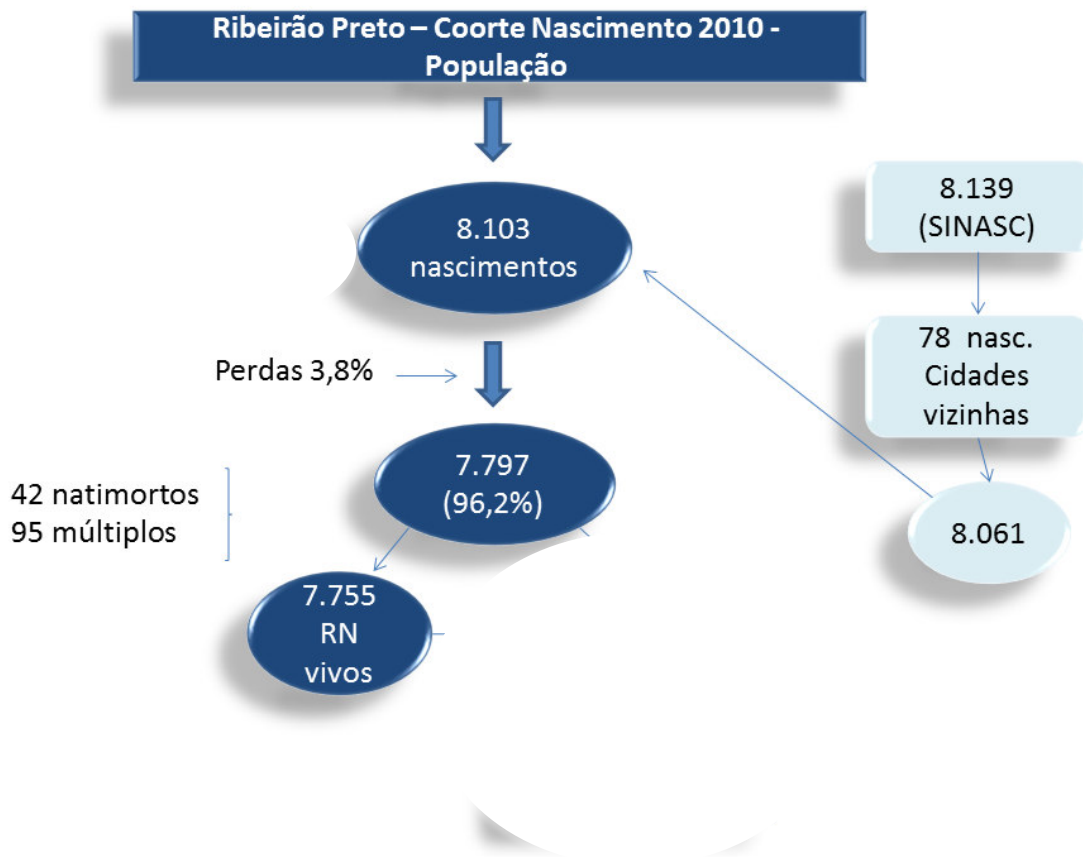 Ribeirão Preto – Coorte Nascimento 2010 -
População
8.103
nascimentos
8.139
(SINASC)
78 nasc.
Cidades
vizinhas
8.061
Perdas 3,8%
7.797
(96,2%)
42 natimortos
95 múltiplos
7.755
RN
vivos